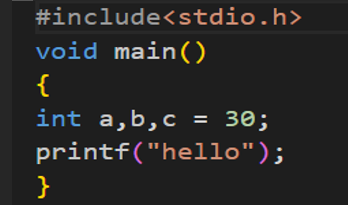 #include<stdio.h>
void main()
{
int a,b,c = 30;
printf("hello");
}